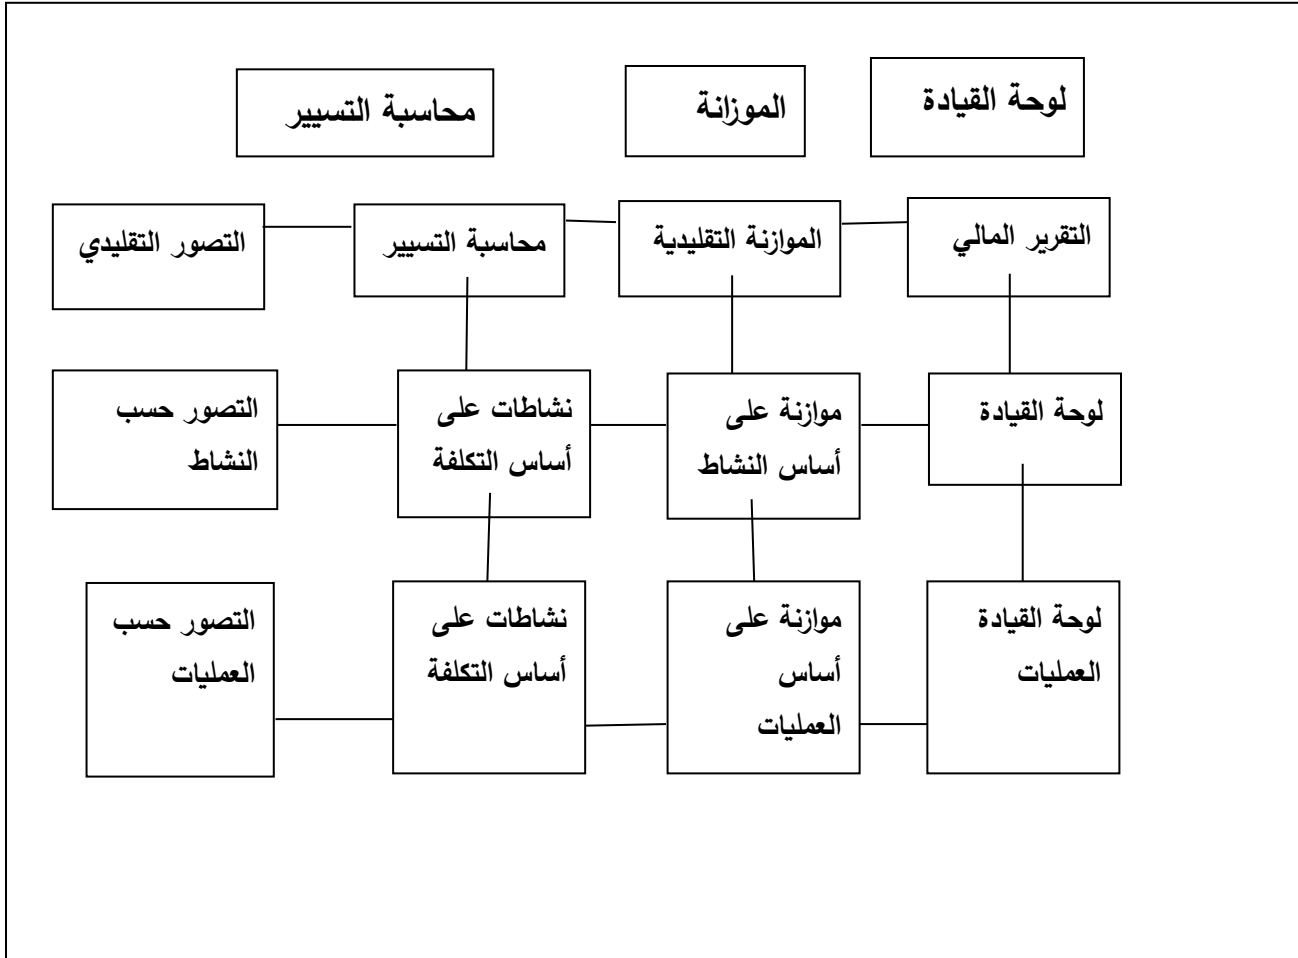 لوحة القيادة
الموزانة
محاسبة التسيير
التقرير المالي
الموازنة التقليدية
محاسبة التسيير
التصور التقليدي
لوحة القيادة
موازنة على
أساس النشاط
نشاطات على
أساس التكلفة
التصور حسب
النشاط
لوحة القيادة
العمليات
موازنة على
أساس
العمليات
نشاطات على
أساس التكلفة
التصور حسب
العمليات